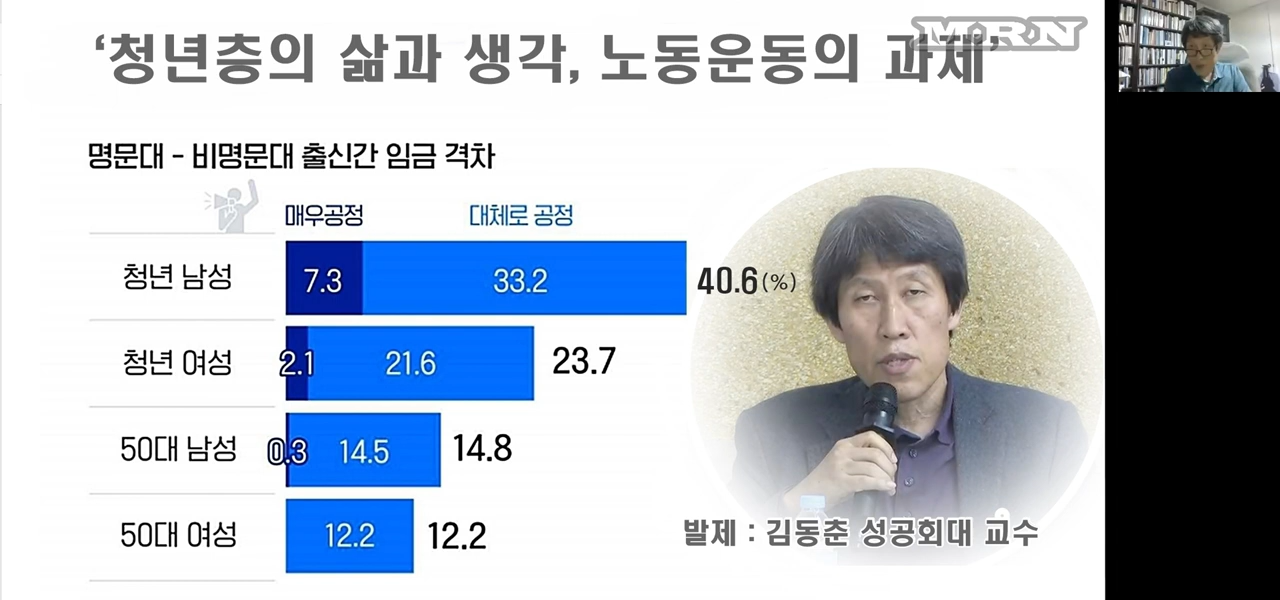 MRN
‘청년층의 삶과 생각, 노동운동의 과제’
명문대 - 비명문대 출신간 임금 격차
매우공정 대체로 공정
청년 남성 7.3 33.2 40.6(%)
청년 여성 2.1 21.6 23.7
50대 남성 0.3 14.5 14.8
50대 여성 12.2 12.2
발제 : 김동춘 성공회대 교수